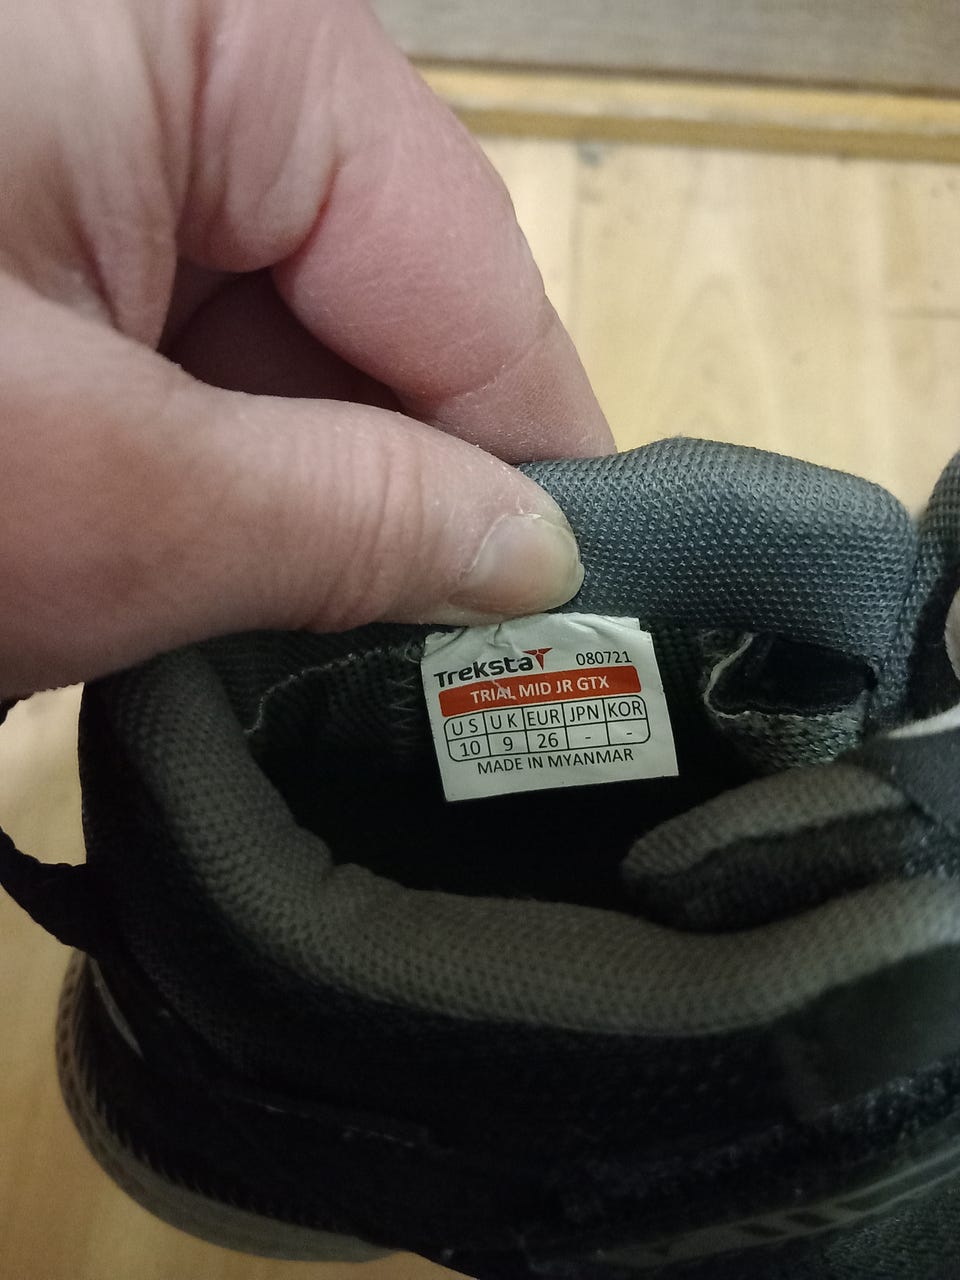 Treksta 080721
TRIAL MID JR GTX
US UK EUR JPN KOR
10 9 26 - -
MADE IN MYANMAR